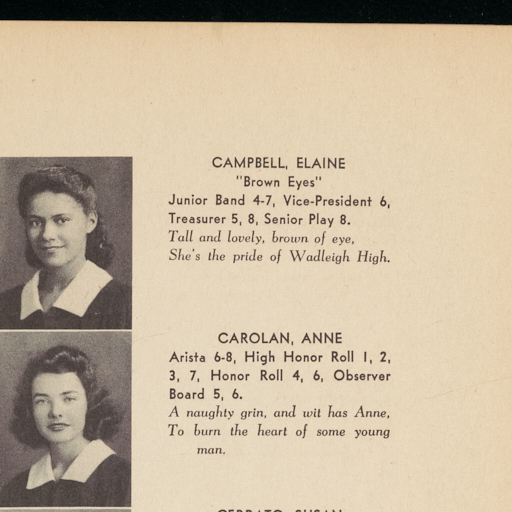 CAMPBELL, ELAINE
"Brown Eyes"
Junior Band 4-7, Vice-President 6,
Treasurer 5, 8, Senior Play 8.
Tall and lovely, brown of eye,
She's the pride of Wadleigh High.
CAROLAN, ANNE
Arista 6-8, High Honor Roll 1, 2,
3, 7, Honor Roll 4, 6, Observer
Board 5, 6.
A naughty grin, and wit has Anne,
To burn the heart of some young
man.
CERRATO, SUSAN